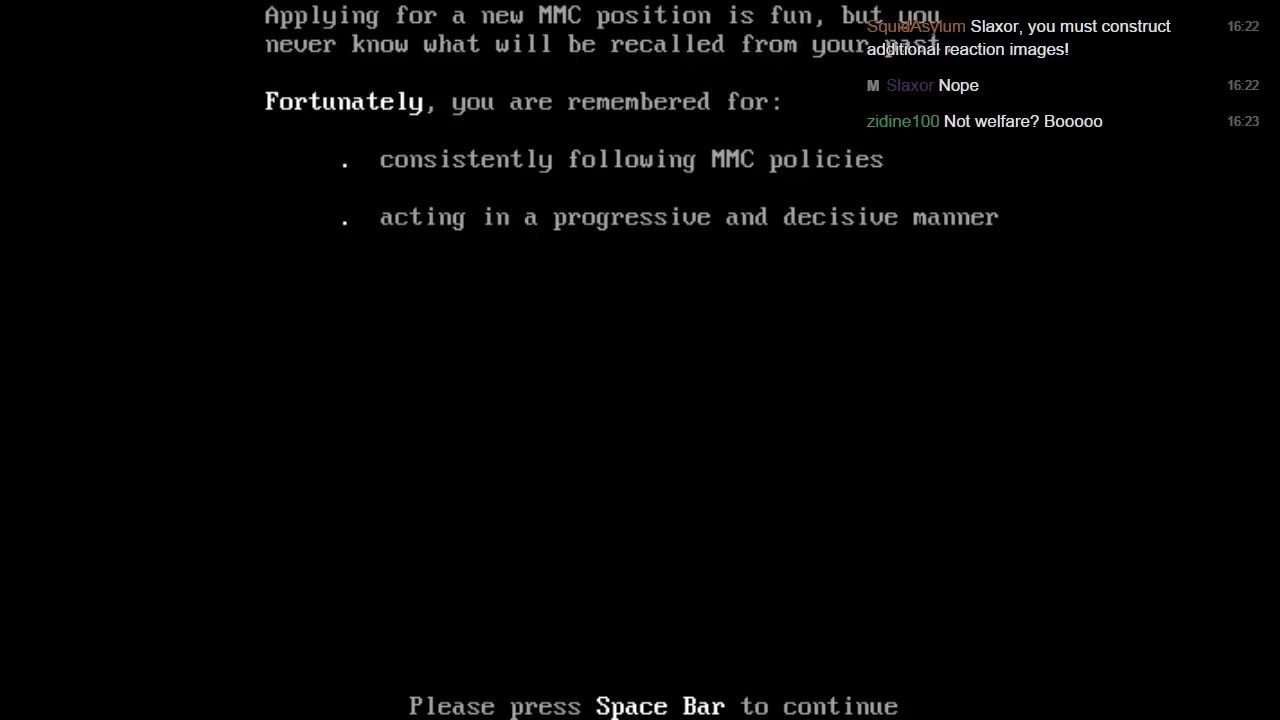 Applying for a new MMC position is fun, but you
never know what will be recalled from your past
Fortunately, you are remembered for:
. consistently following MMC policies
. acting in a progressive and decisive manner
Please press Space Bar to continue
SquidAsylum Slaxor, you must construct 16:22
additional reaction images!
M Slaxor Nope 16:22
zidine100 Not welfare? Booooo 16:23